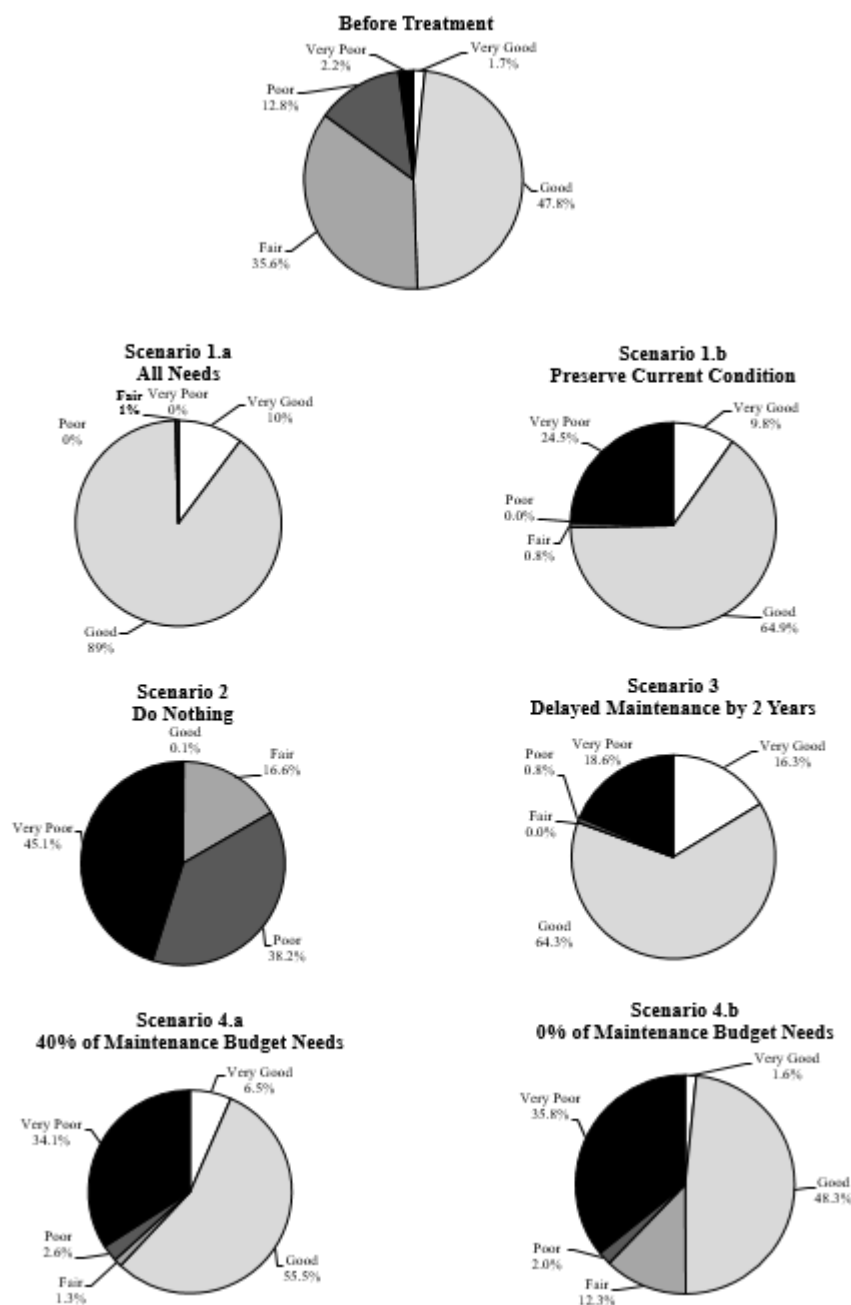 Before Treatment
Very Poor
2.2%
Very Good
1.7%
Poor
12.8%
Good
47.8%
Fair
35.6%
Scenario 1.a
All Needs
Fair
1%
Very Poor
0%
Very Good
10%
Poor
0%
Good
89%
Scenario 1.b
Preserve Current Condition
Very Poor
24.5%
Very Good
9.8%
Poor
0.0%
Fair
0.8%
Good
64.9%
Scenario 2
Do Nothing
Good
0.1%
Fair
16.6%
Very Poor
45.1%
Poor
38.2%
Scenario 3
Delayed Maintenance by 2 Years
Poor
0.8%
Very Poor
18.6%
Very Good
16.3%
Fair
0.0%
Good
64.3%
Scenario 4.a
40% of Maintenance Budget Needs
Very Good
6.5%
Very Poor
34.1%
Poor
2.6%
Fair
1.3%
Good
55.5%
Scenario 4.b
0% of Maintenance Budget Needs
Very Good
1.6%
Very Poor
35.8%
Good
48.3%
Poor
2.0%
Fair
12.3%